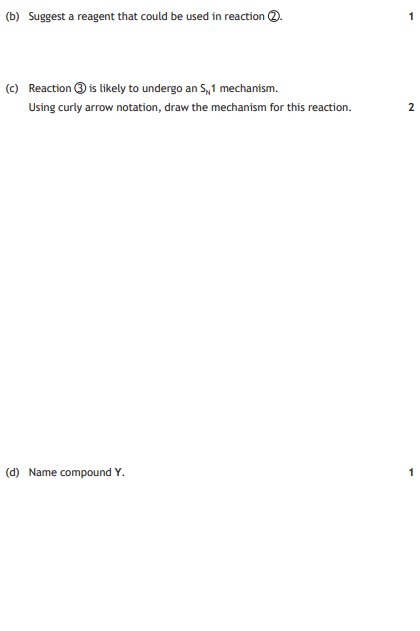 (b) Suggest a reagent that could be used in reaction ②. 1
(c) Reaction ③ is likely to undergo an SN1 mechanism.
Using curly arrow notation, draw the mechanism for this reaction. 2
(d) Name compound Y. 1